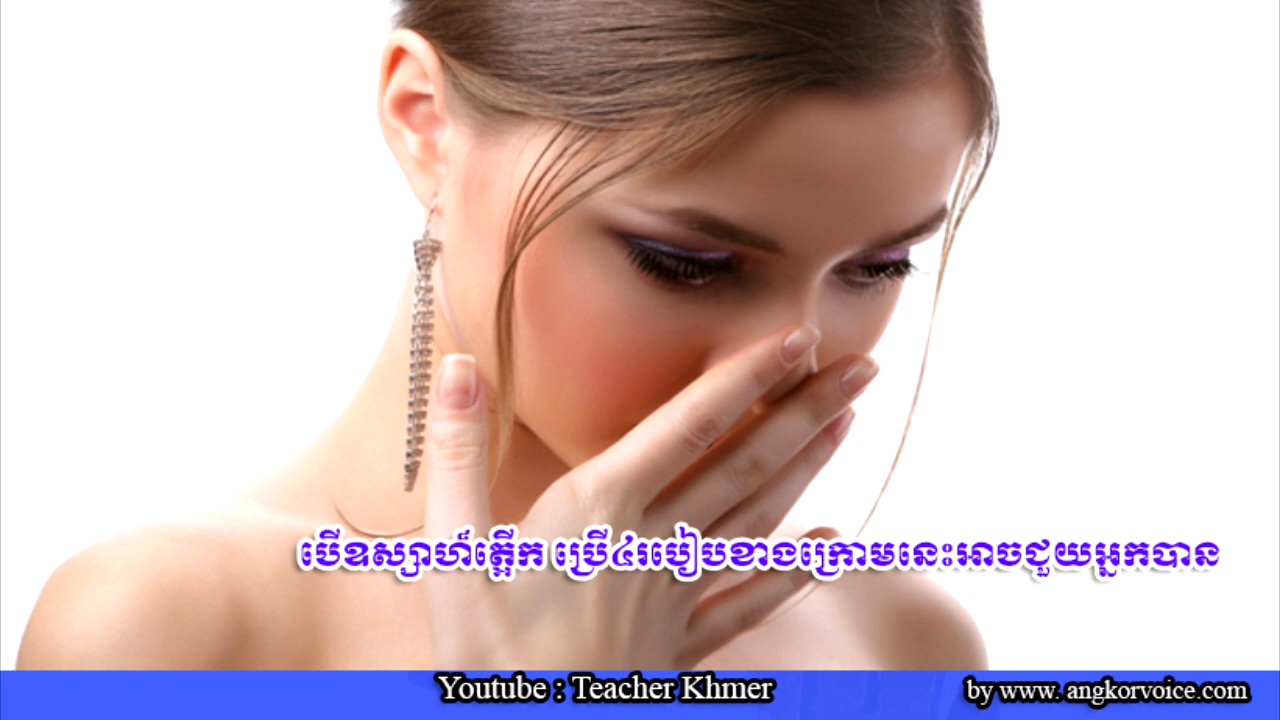 បើឧស្សាហ៍ត្អើក ប្រើ៤របៀបខាងក្រោមនេះអាចជួយអ្នកបាន
Youtube : Teacher Khmer
by www. angkorvoice.com